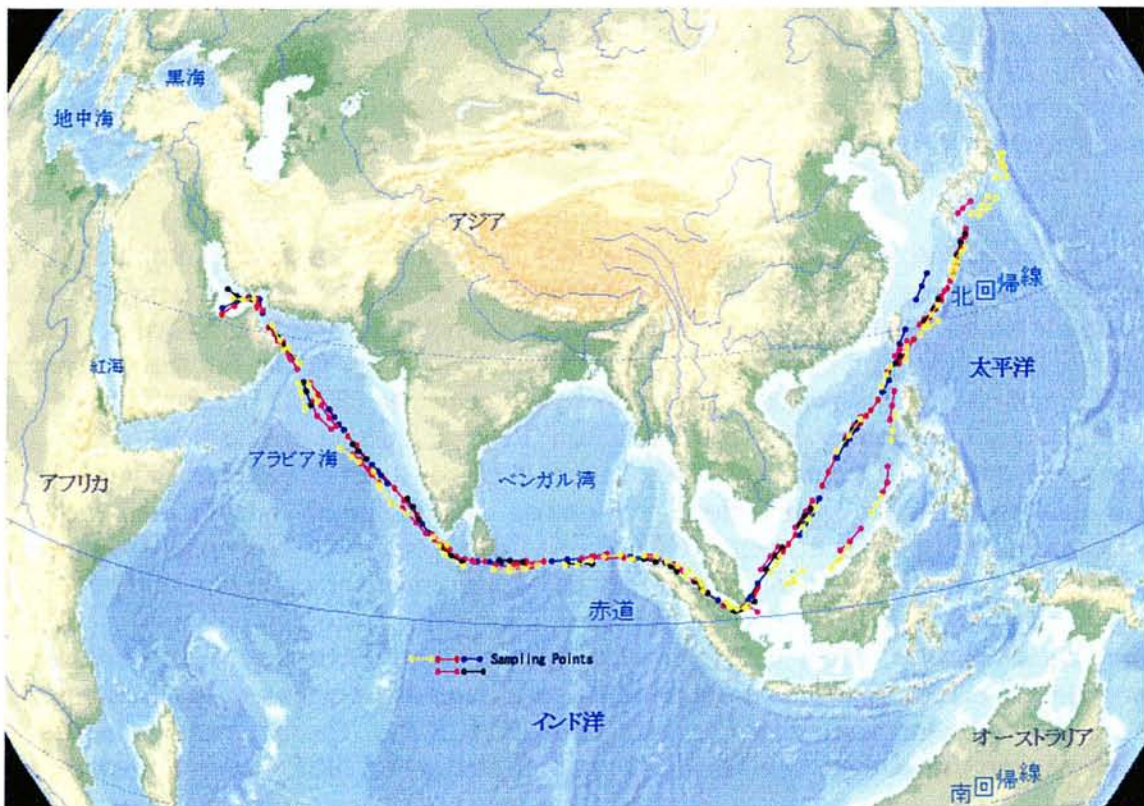 黒海
地中海
アジア
北回帰線
太平洋
紅海
アラビア海
ベンガル湾
アフリカ
赤道
Sampling Points
インド洋
オーストラリア
南回帰線